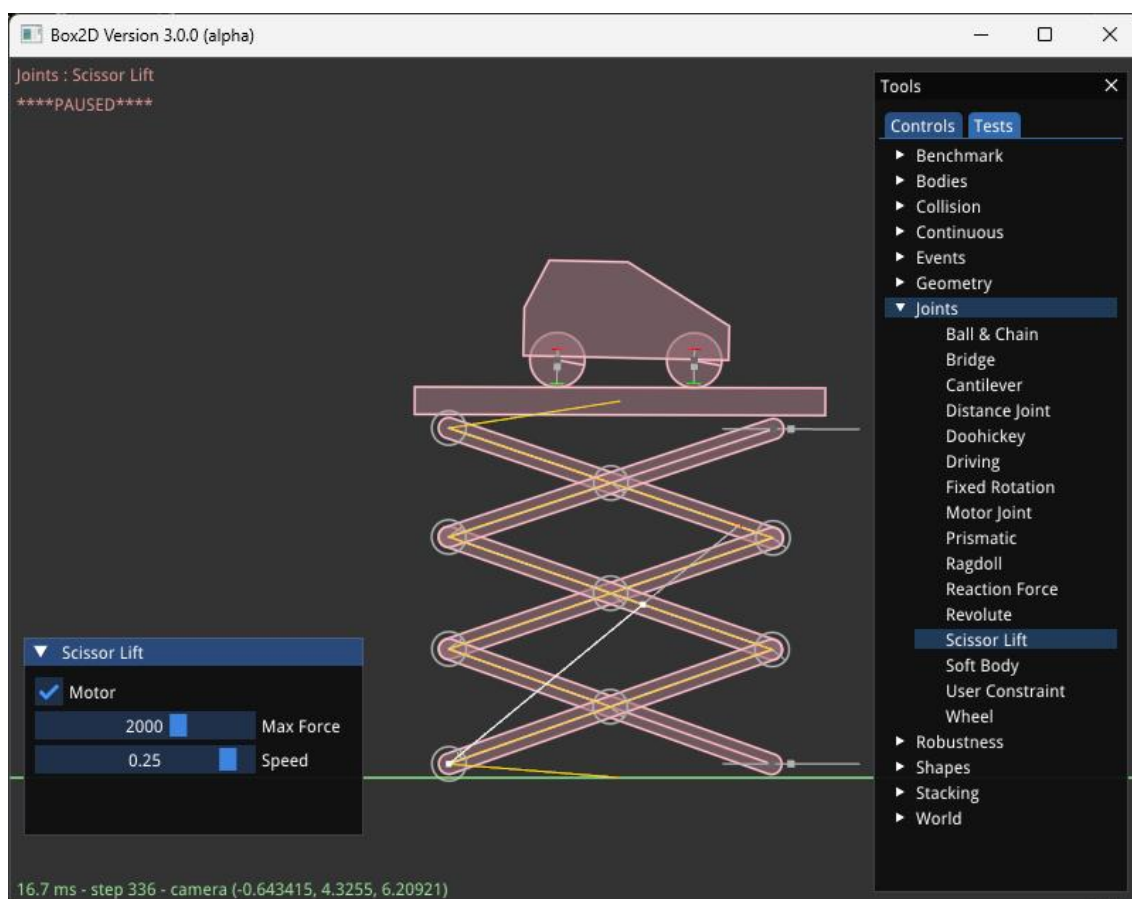 Box2D Version 3.0.0 (alpha)
Joints : Scissor Lift
****PAUSED****
Tools
Controls Tests
Benchmark
Bodies
Collision
Continuous
Events
Geometry
Joints
Ball & Chain
Bridge
Cantilever
Distance Joint
Doohickey
Driving
Fixed Rotation
Motor Joint
Prismatic
Ragdoll
Reaction Force
Revolute
Scissor Lift
Soft Body
User Constraint
Wheel
Robustness
Shapes
Stacking
World
Scissor Lift
Motor
2000 Max Force
0.25 Speed
16.7 ms - step 336 - camera (-0.643415, 4.3255, 6.20921)